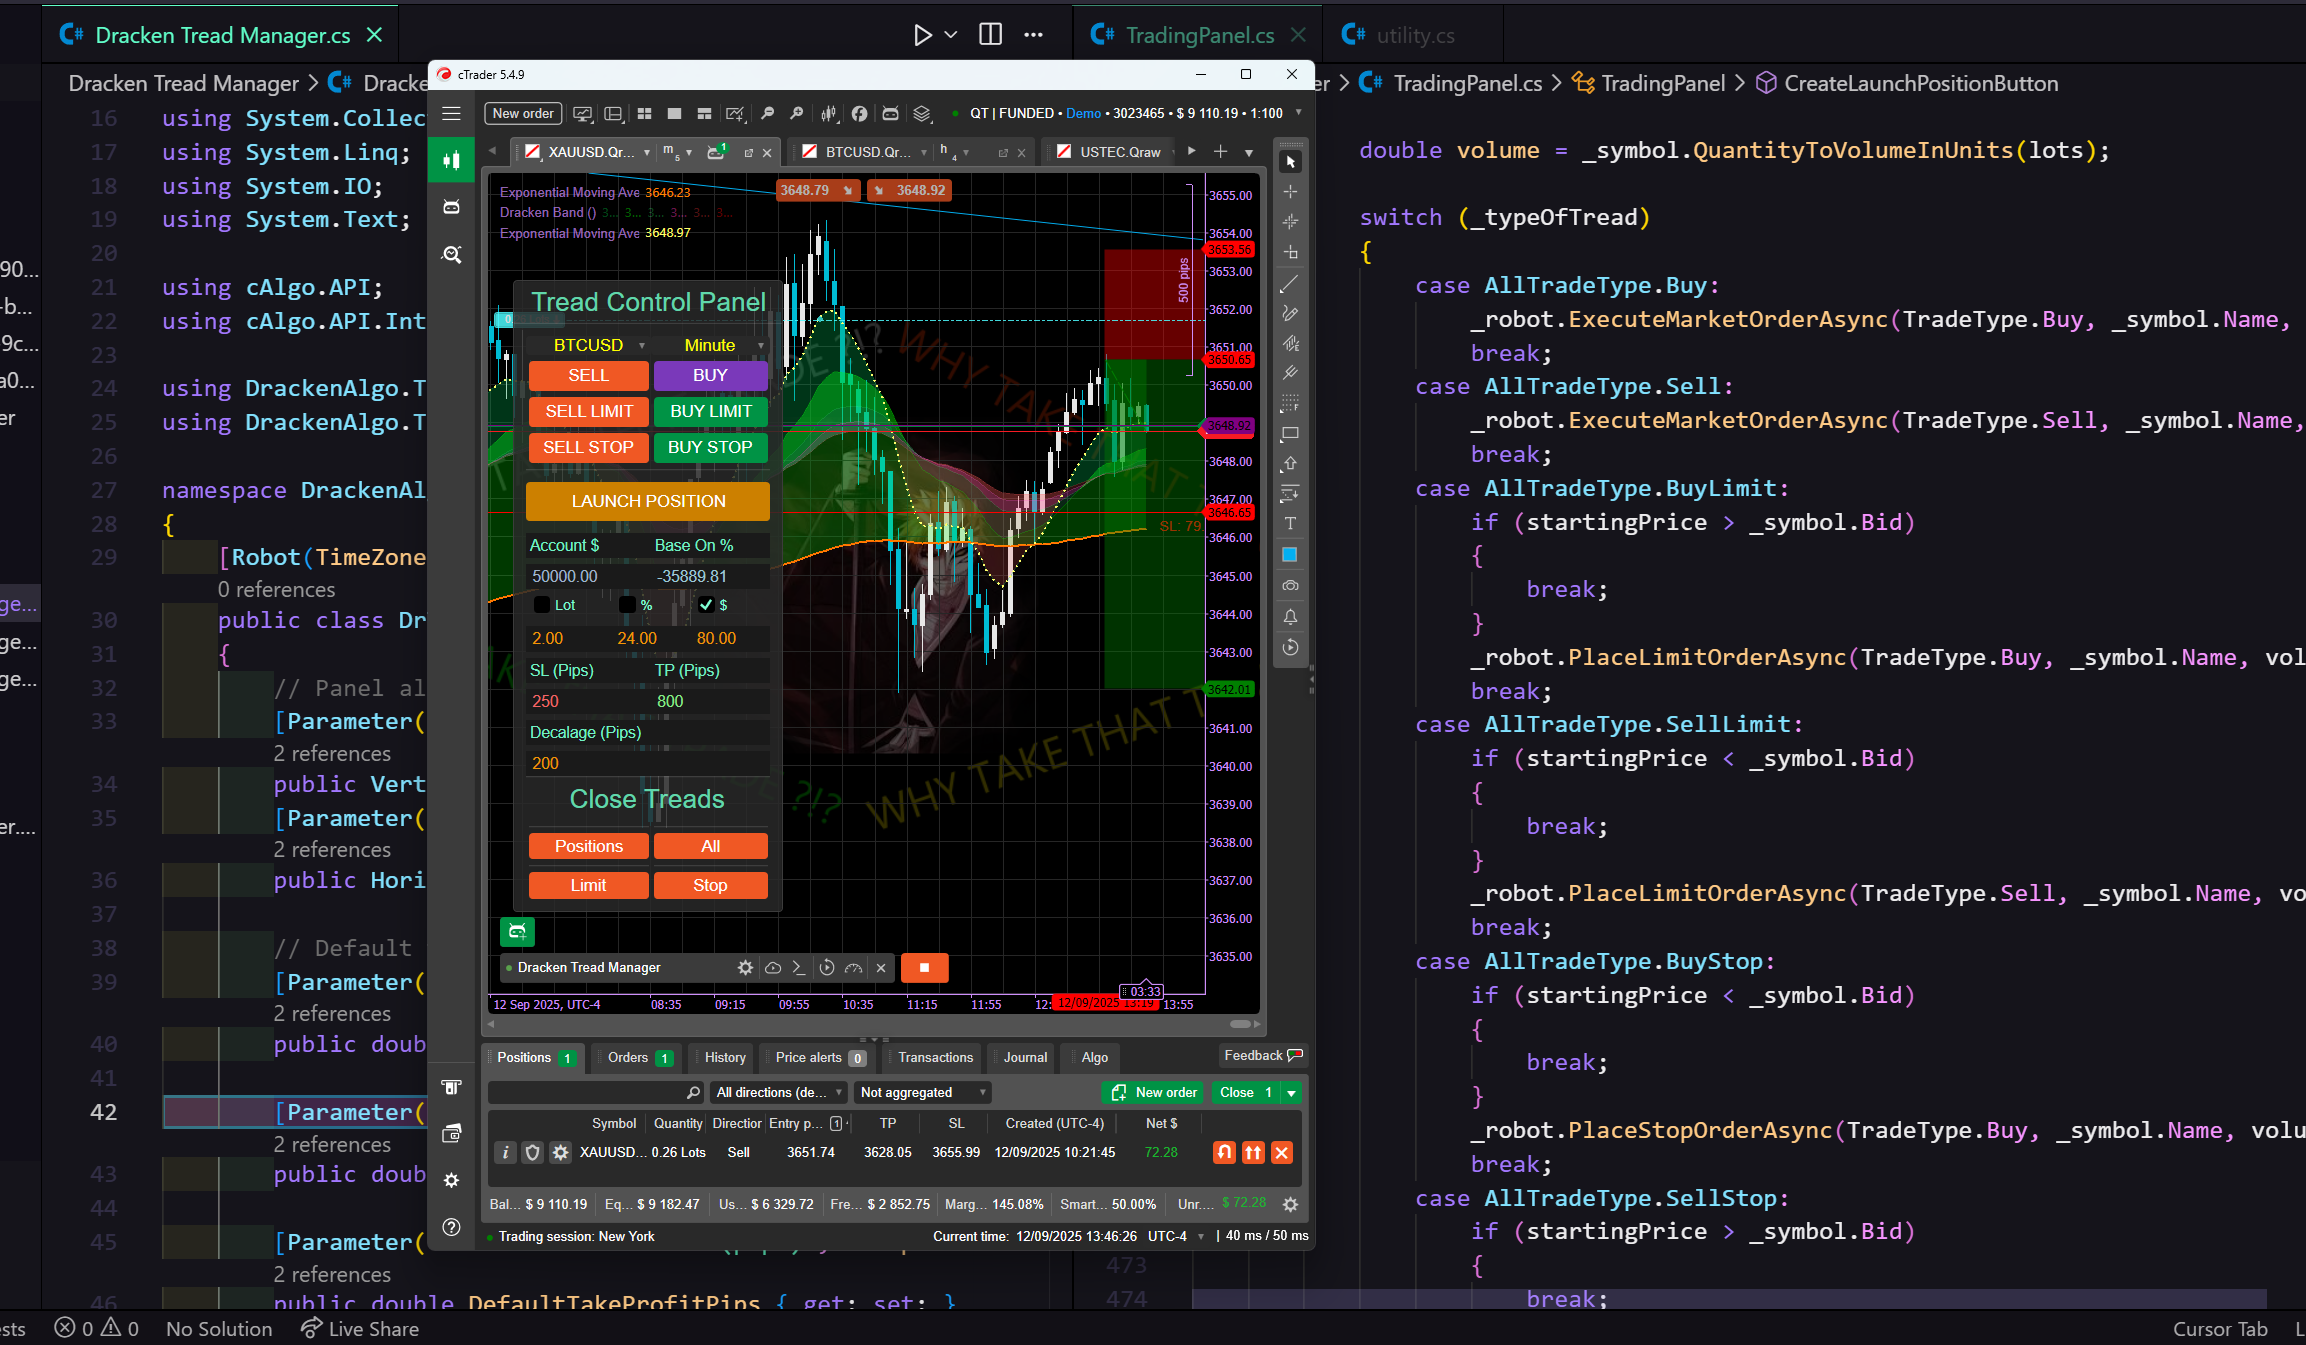 Dracken Tread Manager.cs
TradingPanel.cs
utility.cs
Dracken Tread Manager > Dracke
er > TradingPanel.cs > TradingPanel > CreateLaunchPositionButton
16 using System.Collec
17 using System.Linq;
18 using System.IO;
19 using System.Text;
20
21 using cAlgo.API;
22 using cAlgo.API.Int
23
24 using DrackenAlgo.T
25 using DrackenAlgo.T
26
27 namespace DrackenAl
28 {
29 [Robot(TimeZone
0 references
30 public class Dr
31 {
32 // Panel al
33 [Parameter(
2 references
34 public Vert
35 [Parameter(
2 references
36 public Hori
37
38 // Default
39 [Parameter(
2 references
40 public doub
41
42 [Parameter(
2 references
43 public doub
44
45 [Parameter(
2 references
46 public double DefaultTakeProfitPips { get; set; }
90...
-b...
9c...
a0...
er
ge...
ge...
ge...
er....
cTrader 5.4.9
New order
QT | FUNDED • Demo • 3023465 • $ 9 110.19 • 1:100
XAUUSD.Qr... m 5 1
BTCUSD.Qr... h 4
USTEC.Qraw
Exponential Moving Ave 3646.23
Dracken Band () 3... 3... 3... 3... 3... 3...
Exponential Moving Ave 3648.97
3648.79 3648.92
Tread Control Panel
BTCUSD Minute
SELL BUY
SELL LIMIT BUY LIMIT
SELL STOP BUY STOP
LAUNCH POSITION
Account $ Base On %
50000.00 -35889.81
Lot % $
2.00 24.00 80.00
SL (Pips) TP (Pips)
250 800
Decalage (Pips)
200
Close Treads
Positions All
Limit Stop
WHY TAKE THAT T
WHY TAKE THAT T
500 pips
SL: 79.
3655.00
3654.00
3653.56
3653.00
3652.00
3651.00
3650.65
3650.00
3648.92
3648.00
3647.00
3646.65
3646.00
3645.00
3644.00
3643.00
3642.01
3641.00
3640.00
3639.00
3638.00
3637.00
3636.00
3635.00
Dracken Tread Manager
03:33
12 Sep 2025, UTC-4 08:35 09:15 09:55 10:35 11:15 11:55 12: 12/09/2025 13:19 13:55
Positions 1 Orders 1 History Price alerts 0 Transactions Journal Algo Feedback
All directions (de... Not aggregated New order Close 1
Symbol Quantity Direction Entry p... 1 TP SL Created (UTC-4) Net $
XAUUSD... 0.26 Lots Sell 3651.74 3628.05 3655.99 12/09/2025 10:21:45 72.28
Bal... $ 9 110.19 Eq... $ 9 182.47 Us... $ 6 329.72 Fre... $ 2 852.75 Marg... 145.08% Smart... 50.00% Unr.... $ 72.28
Trading session: New York Current time: 12/09/2025 13:46:26 UTC-4 | 40 ms / 50 ms
double volume = _symbol.QuantityToVolumeInUnits(lots);
switch (_typeOfTread)
{
case AllTradeType.Buy:
_robot.ExecuteMarketOrderAsync(TradeType.Buy, _symbol.Name,
break;
case AllTradeType.Sell:
_robot.ExecuteMarketOrderAsync(TradeType.Sell, _symbol.Name,
break;
case AllTradeType.BuyLimit:
if (startingPrice > _symbol.Bid)
{
break;
}
_robot.PlaceLimitOrderAsync(TradeType.Buy, _symbol.Name, vol
break;
case AllTradeType.SellLimit:
if (startingPrice < _symbol.Bid)
{
break;
}
_robot.PlaceLimitOrderAsync(TradeType.Sell, _symbol.Name, vo
break;
case AllTradeType.BuyStop:
if (startingPrice < _symbol.Bid)
{
break;
}
_robot.PlaceStopOrderAsync(TradeType.Buy, _symbol.Name, volu
break;
case AllTradeType.SellStop:
if (startingPrice > _symbol.Bid)
473 {
474 break;
sts 0 0 No Solution Live Share
Cursor Tab L